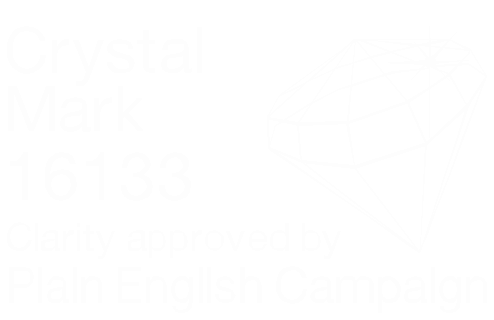 Crystal
Mark
16133
Clarity approved by
Plain English Campaign